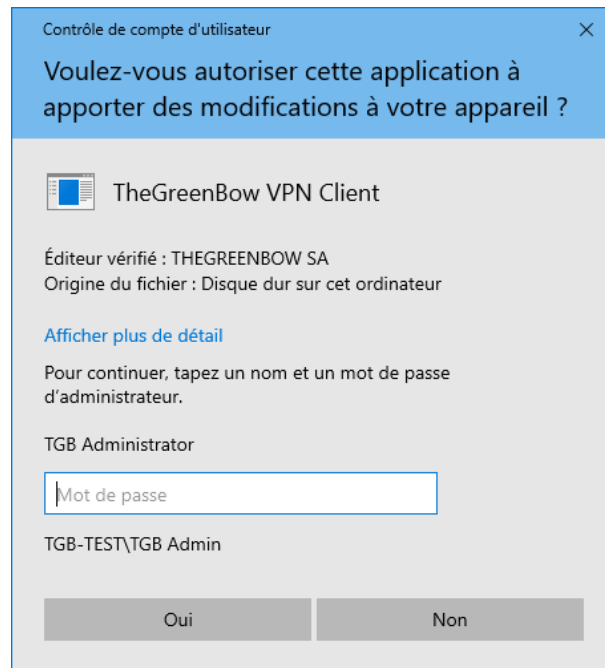 Contrôle de compte d'utilisateur
Voulez-vous autoriser cette application à
apporter des modifications à votre appareil ?
TheGreenBow VPN Client
Éditeur vérifié : THEGREENBOW SA
Origine du fichier : Disque dur sur cet ordinateur
Afficher plus de détail
Pour continuer, tapez un nom et un mot de passe
d’administrateur.
TGB Administrator
Mot de passe
TGB-TEST\TGB Admin
Oui
Non